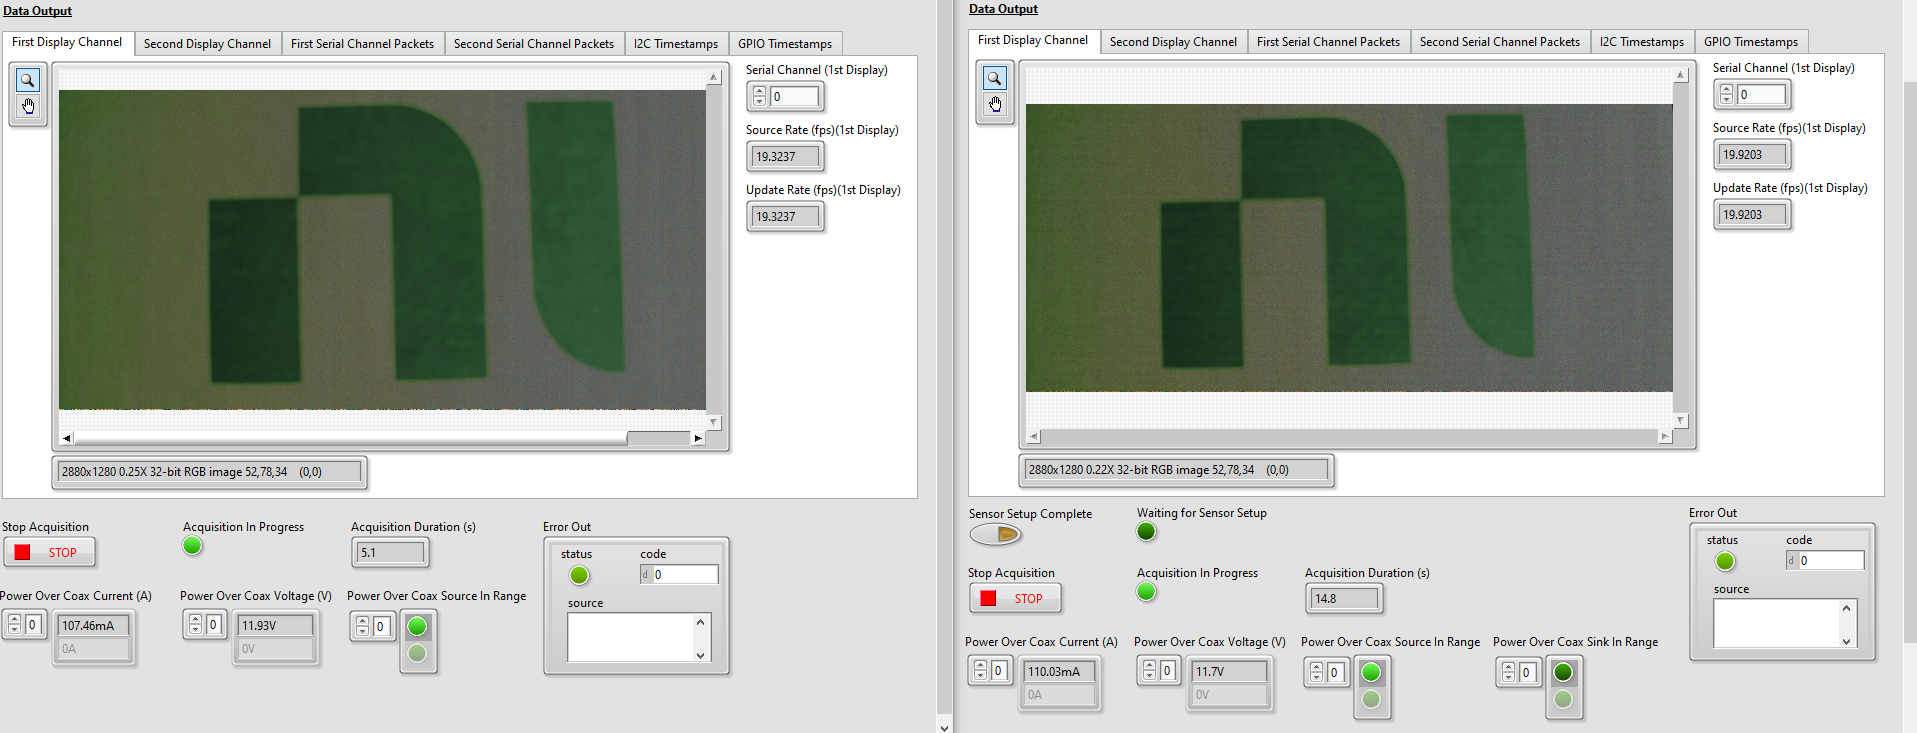 Data Output
First Display Channel
Second Display Channel
First Serial Channel Packets
Second Serial Channel Packets
I2C Timestamps
GPIO Timestamps
nu
Serial Channel (1st Display)
0
Source Rate (fps)(1st Display)
19.3237
Update Rate (fps)(1st Display)
19.3237
2880x1280 0.25X 32-bit RGB image 52,78,34 (0,0)
Stop Acquisition
STOP
Acquisition In Progress
Acquisition Duration (s)
5.1
Error Out
status
code
d 0
source
Power Over Coax Current (A)
0
107.46mA
0A
Power Over Coax Voltage (V)
0
11.93V
0V
Power Over Coax Source In Range
0
Data Output
First Display Channel
Second Display Channel
First Serial Channel Packets
Second Serial Channel Packets
I2C Timestamps
GPIO Timestamps
nu
Serial Channel (1st Display)
0
Source Rate (fps)(1st Display)
19.9203
Update Rate (fps)(1st Display)
19.9203
2880x1280 0.22X 32-bit RGB image 52,78,34 (0,0)
Sensor Setup Complete
Waiting for Sensor Setup
Stop Acquisition
STOP
Acquisition In Progress
Acquisition Duration (s)
14.8
Error Out
status
code
d 0
source
Power Over Coax Current (A)
0
110.03mA
0A
Power Over Coax Voltage (V)
0
11.7V
0V
Power Over Coax Source In Range
0
Power Over Coax Sink In Range
0